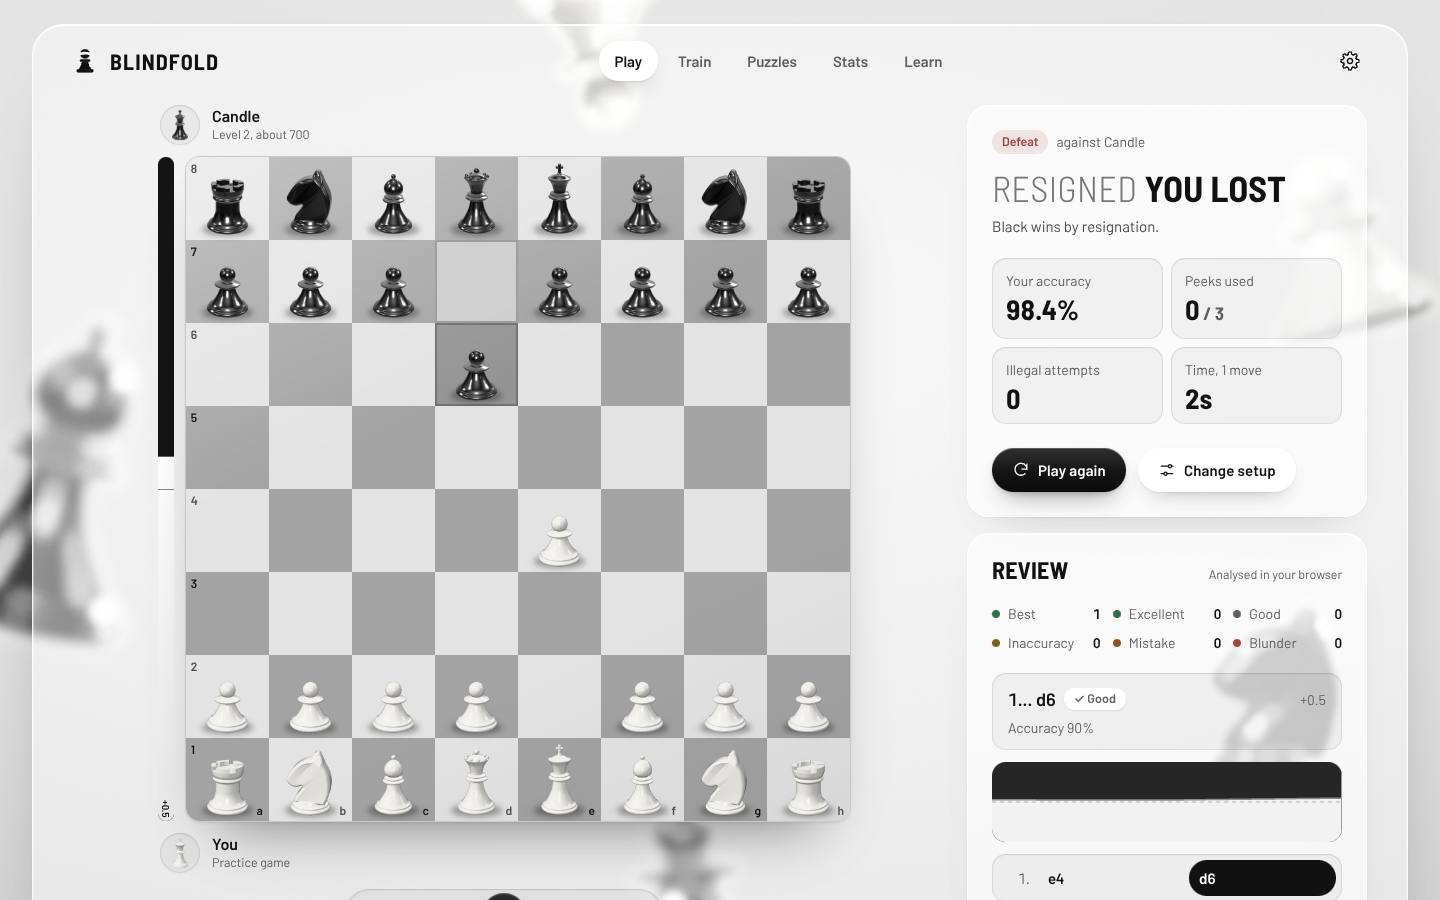 BLINDFOLD
Play Train Puzzles Stats Learn
Candle
Level 2, about 700
8
7
6
5
4
3
2
1
a b c d e f g h
+0.5
You
Practice game
Defeat against Candle
RESIGNED YOU LOST
Black wins by resignation.
Your accuracy
98.4%
Peeks used
0 / 3
Illegal attempts
0
Time, 1 move
2s
Play again
Change setup
REVIEW
Analysed in your browser
Best 1 Excellent 0 Good 0
Inaccuracy 0 Mistake 0 Blunder 0
1... d6 ✓ Good +0.5
Accuracy 90%
1. e4 d6